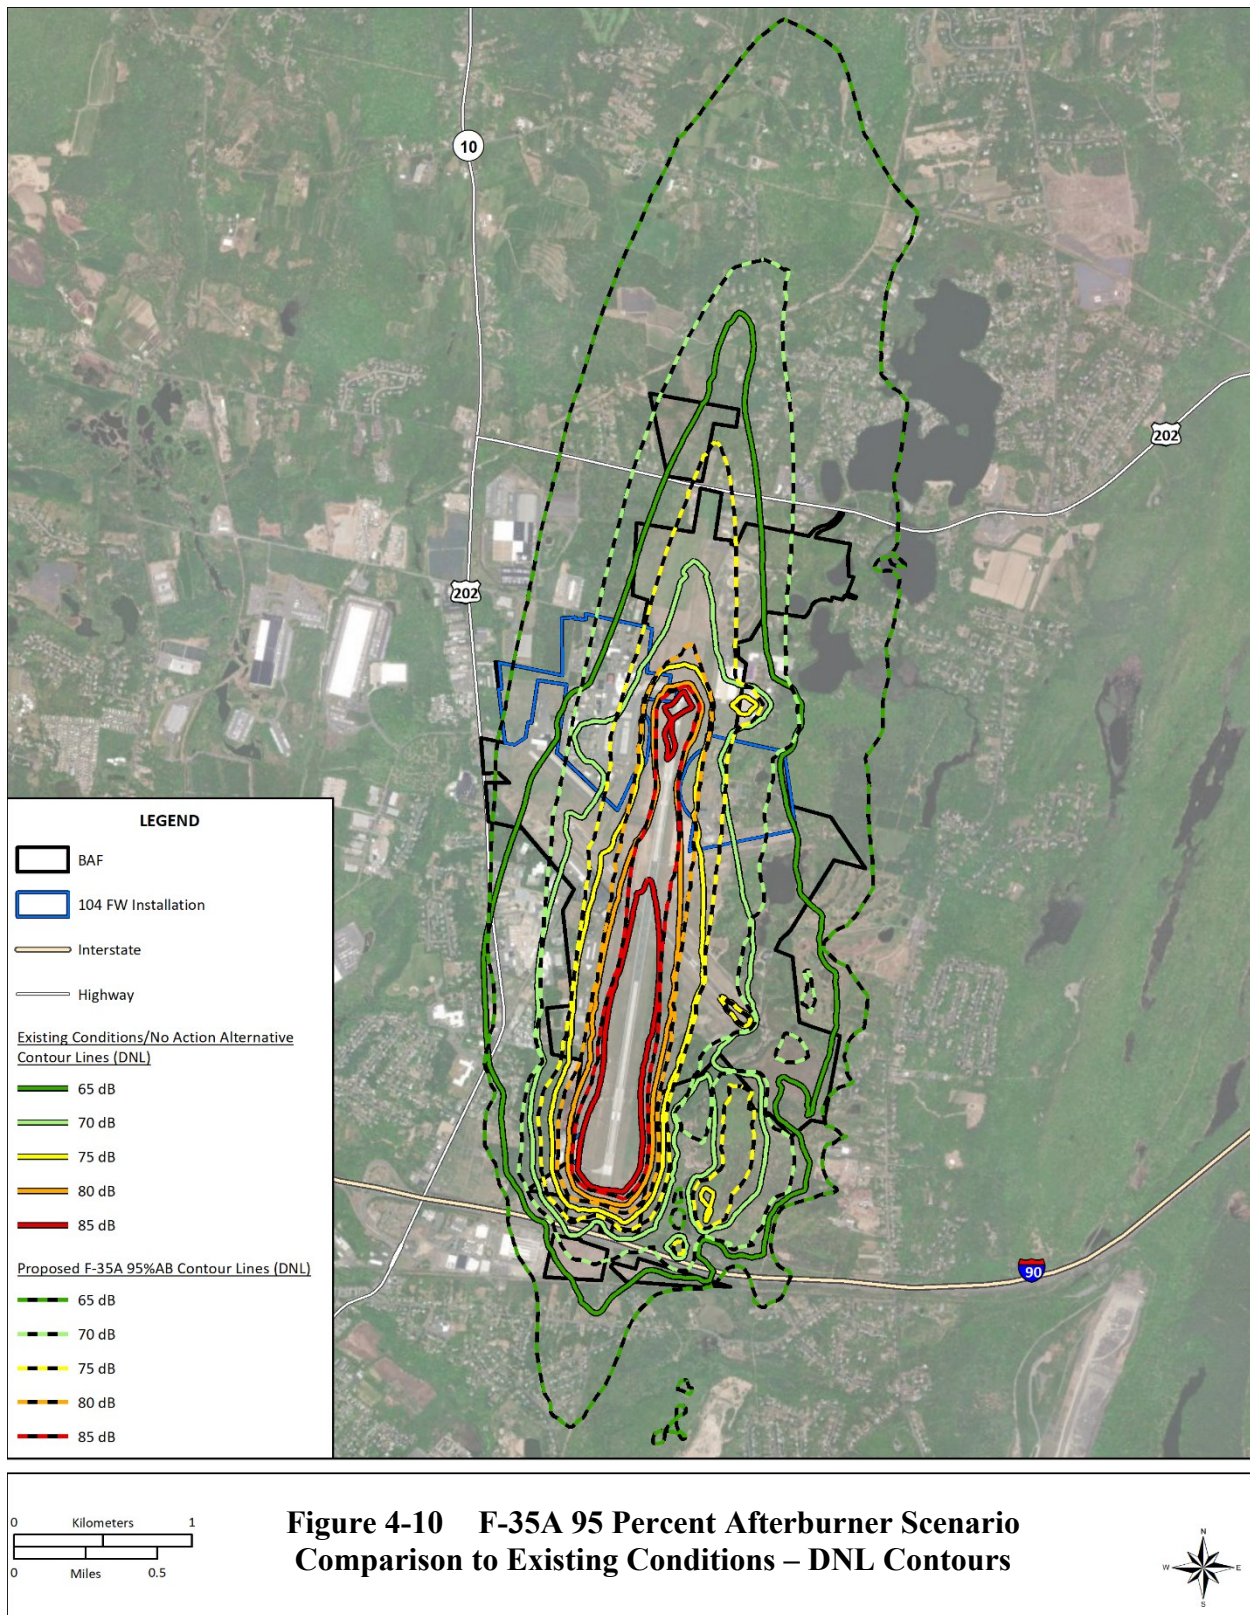 10
202
202
90
LEGEND
BAF
104 FW Installation
Interstate
Highway
Existing Conditions/No Action Alternative
Contour Lines (DNL)
65 dB
70 dB
75 dB
80 dB
85 dB
Proposed F-35A 95%AB Contour Lines (DNL)
65 dB
70 dB
75 dB
80 dB
85 dB
0 Kilometers 1
0 Miles 0.5
Figure 4-10 F-35A 95 Percent Afterburner Scenario
Comparison to Existing Conditions – DNL Contours
N
W E
S